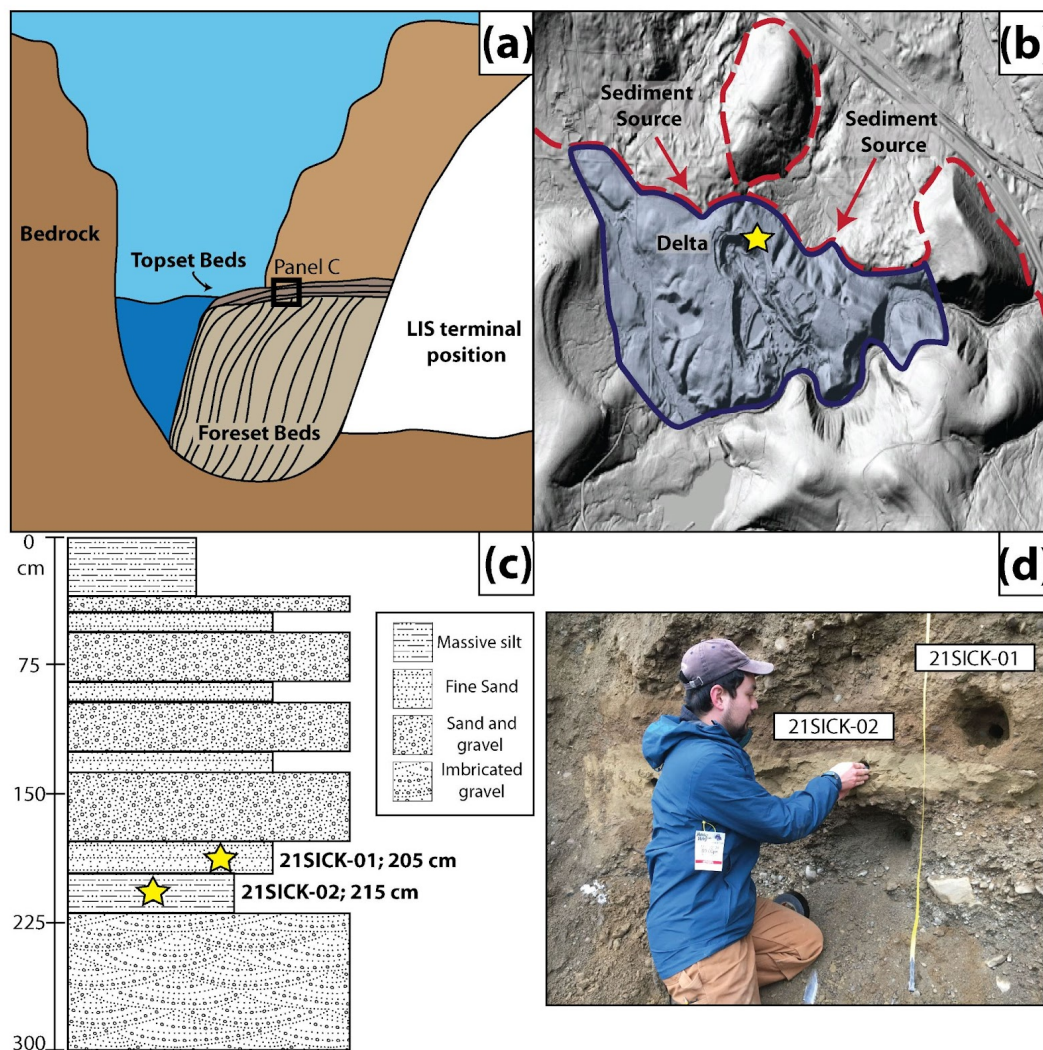 (a)
Bedrock
Topset Beds
Panel C
LIS terminal
position
Foreset Beds
(b)
Sediment
Source
Sediment
Source
Delta
(c)
0
cm
75
150
225
300
Massive silt
Fine Sand
Sand and
gravel
Imbricated
gravel
21SICK-01; 205 cm
21SICK-02; 215 cm
(d)
21SICK-01
21SICK-02